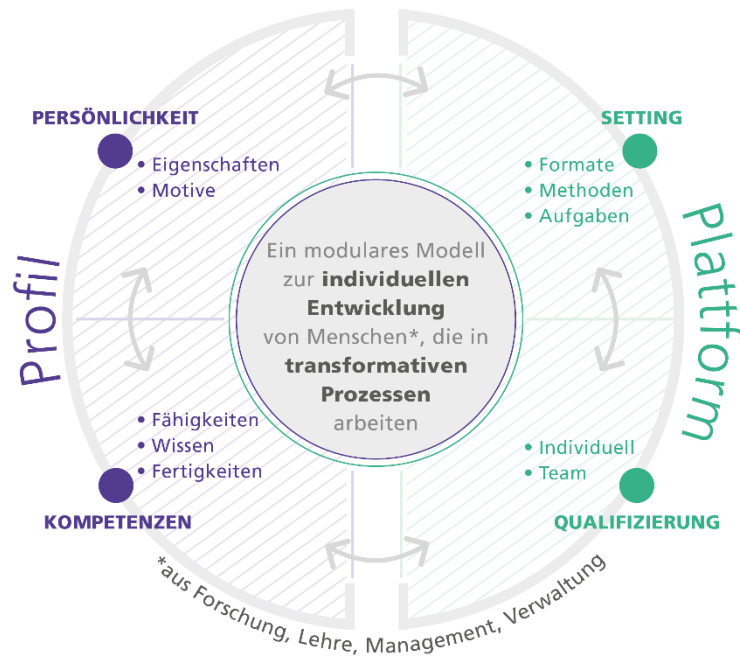 PERSÖNLICHKEIT
• Eigenschaften
• Motive
SETTING
• Formate
• Methoden
• Aufgaben
Profil
Plattform
Ein modulares Modell
zur individuellen
Entwicklung
von Menschen*, die in
transformativen
Prozessen
arbeiten
• Fähigkeiten
• Wissen
• Fertigkeiten
KOMPETENZEN
• Individuell
• Team
QUALIFIZIERUNG
*aus Forschung, Lehre, Management, Verwaltung